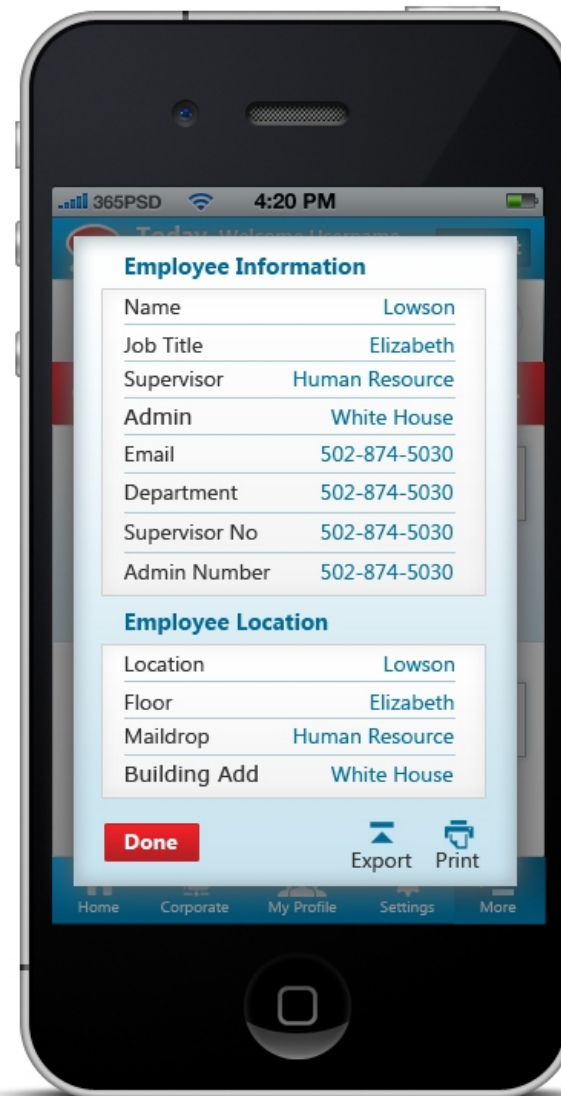 365PSD 4:20 PM
Today Welcome Username
Employee Information
Name Lowson
Job Title Elizabeth
Supervisor Human Resource
Admin White House
Email 502-874-5030
Department 502-874-5030
Supervisor No 502-874-5030
Admin Number 502-874-5030
Employee Location
Location Lowson
Floor Elizabeth
Maildrop Human Resource
Building Add White House
Done Export Print
Home Corporate My Profile Settings More